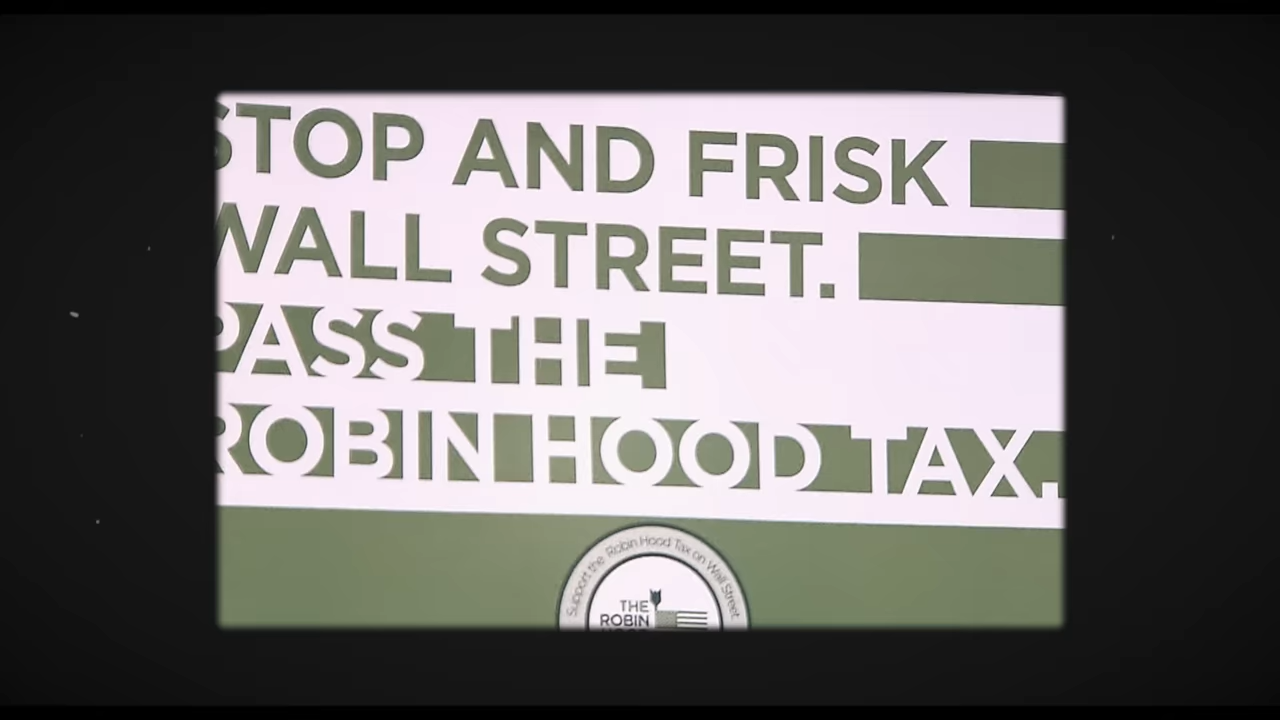 STOP AND FRISK
WALL STREET.
PASS THE
ROBIN HOOD TAX.
Support the Robin Hood Tax on Wall Street
THE
ROBIN